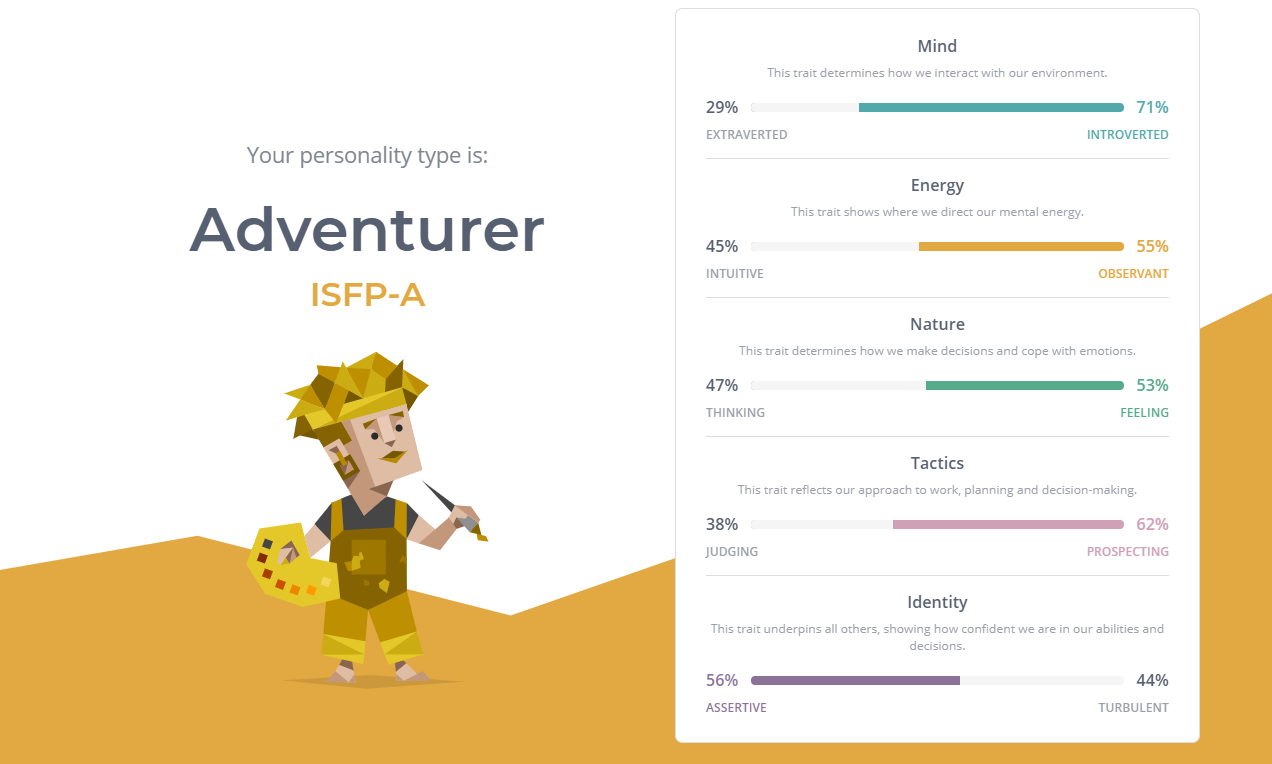 Your personality type is:
Adventurer
ISFP-A
Mind
This trait determines how we interact with our environment.
29% 71%
EXTRAVERTED INTROVERTED
Energy
This trait shows where we direct our mental energy.
45% 55%
INTUITIVE OBSERVANT
Nature
This trait determines how we make decisions and cope with emotions.
47% 53%
THINKING FEELING
Tactics
This trait reflects our approach to work, planning and decision-making.
38% 62%
JUDGING PROSPECTING
Identity
This trait underpins all others, showing how confident we are in our abilities and
decisions.
56% 44%
ASSERTIVE TURBULENT